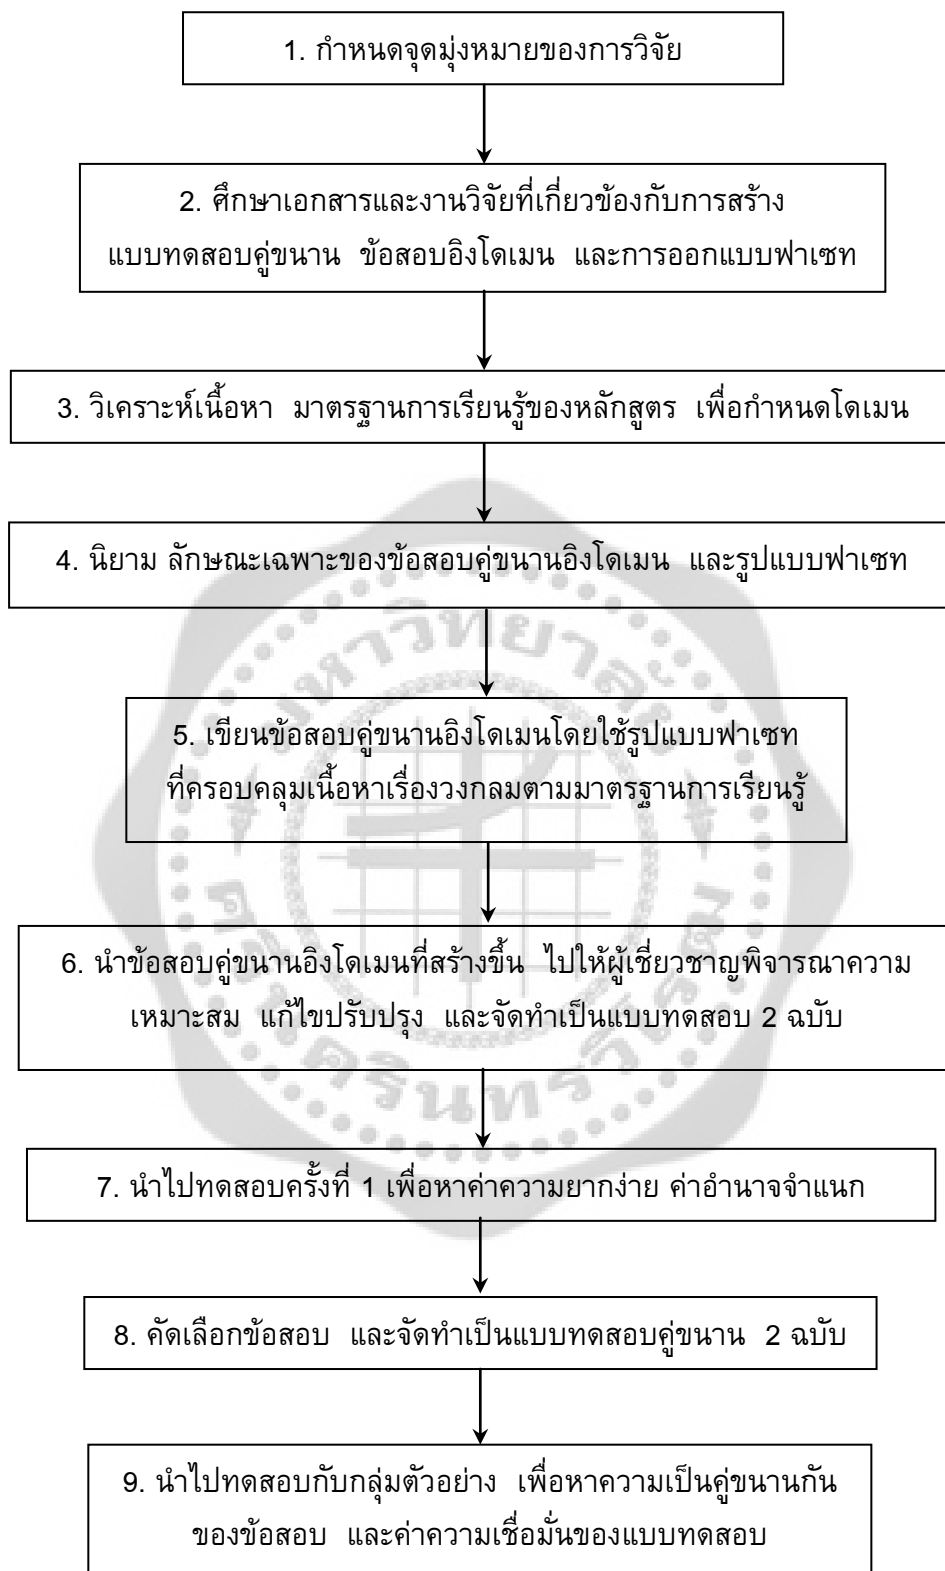 1. กำหนดจุดมุ่งหมายของการวิจัย
2. ศึกษาเอกสารและงานวิจัยที่เกี่ยวข้องกับการสร้าง
แบบทดสอบคู่ขนาน ข้อสอบอิงโดเมน และการออกแบบฟาเซท
3. วิเคราะห์เนื้อหา มาตรฐานการเรียนรู้ของหลักสูตร เพื่อกำหนดโดเมน
4. นิยาม ลักษณะเฉพาะของข้อสอบคู่ขนานอิงโดเมน และรูปแบบฟาเซท
มหาวิทยาลัย
5. เขียนข้อสอบคู่ขนานอิงโดเมนโดยใช้รูปแบบฟาเซท
ที่ครอบคลุมเนื้อหาเรื่องวงกลมตามมาตรฐานการเรียนรู้
6. นำข้อสอบคู่ขนานอิงโดเมนที่สร้างขึ้น ไปให้ผู้เชี่ยวชาญพิจารณาความ
เหมาะสม แก้ไขปรับปรุง และจัดทำเป็นแบบทดสอบ 2 ฉบับ
ศรีนครินทรวิโรฒ
7. นำไปทดสอบครั้งที่ 1 เพื่อหาค่าความยากง่าย ค่าอำนาจจำแนก
8. คัดเลือกข้อสอบ และจัดทำเป็นแบบทดสอบคู่ขนาน 2 ฉบับ
9. นำไปทดสอบกับกลุ่มตัวอย่าง เพื่อหาความเป็นคู่ขนานกัน
ของข้อสอบ และค่าความเชื่อมั่นของแบบทดสอบ